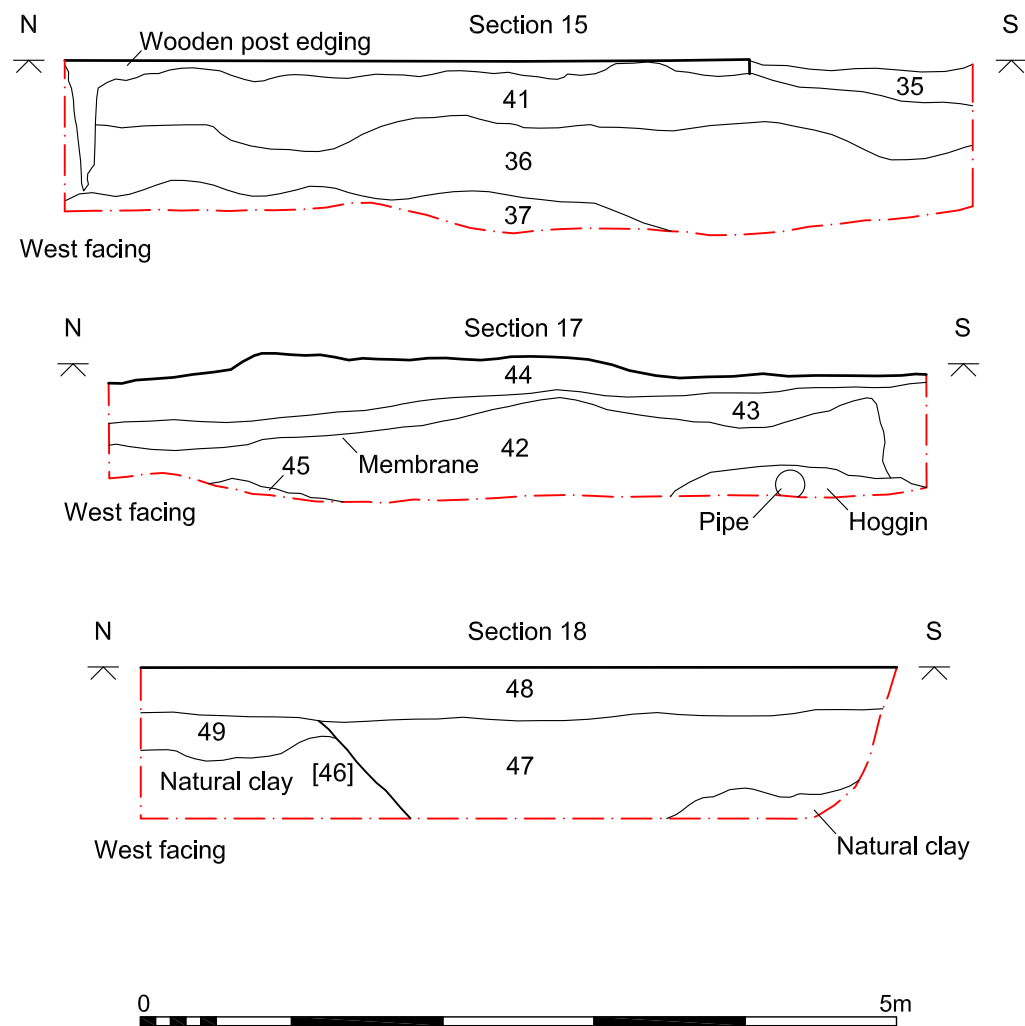 N Section 15 S
Wooden post edging
35
41
36
37
West facing
N Section 17 S
44
43
42
Membrane
45
West facing
Pipe Hoggin
N Section 18 S
48
49
47
[46]
Natural clay
Natural clay
West facing
0 5m